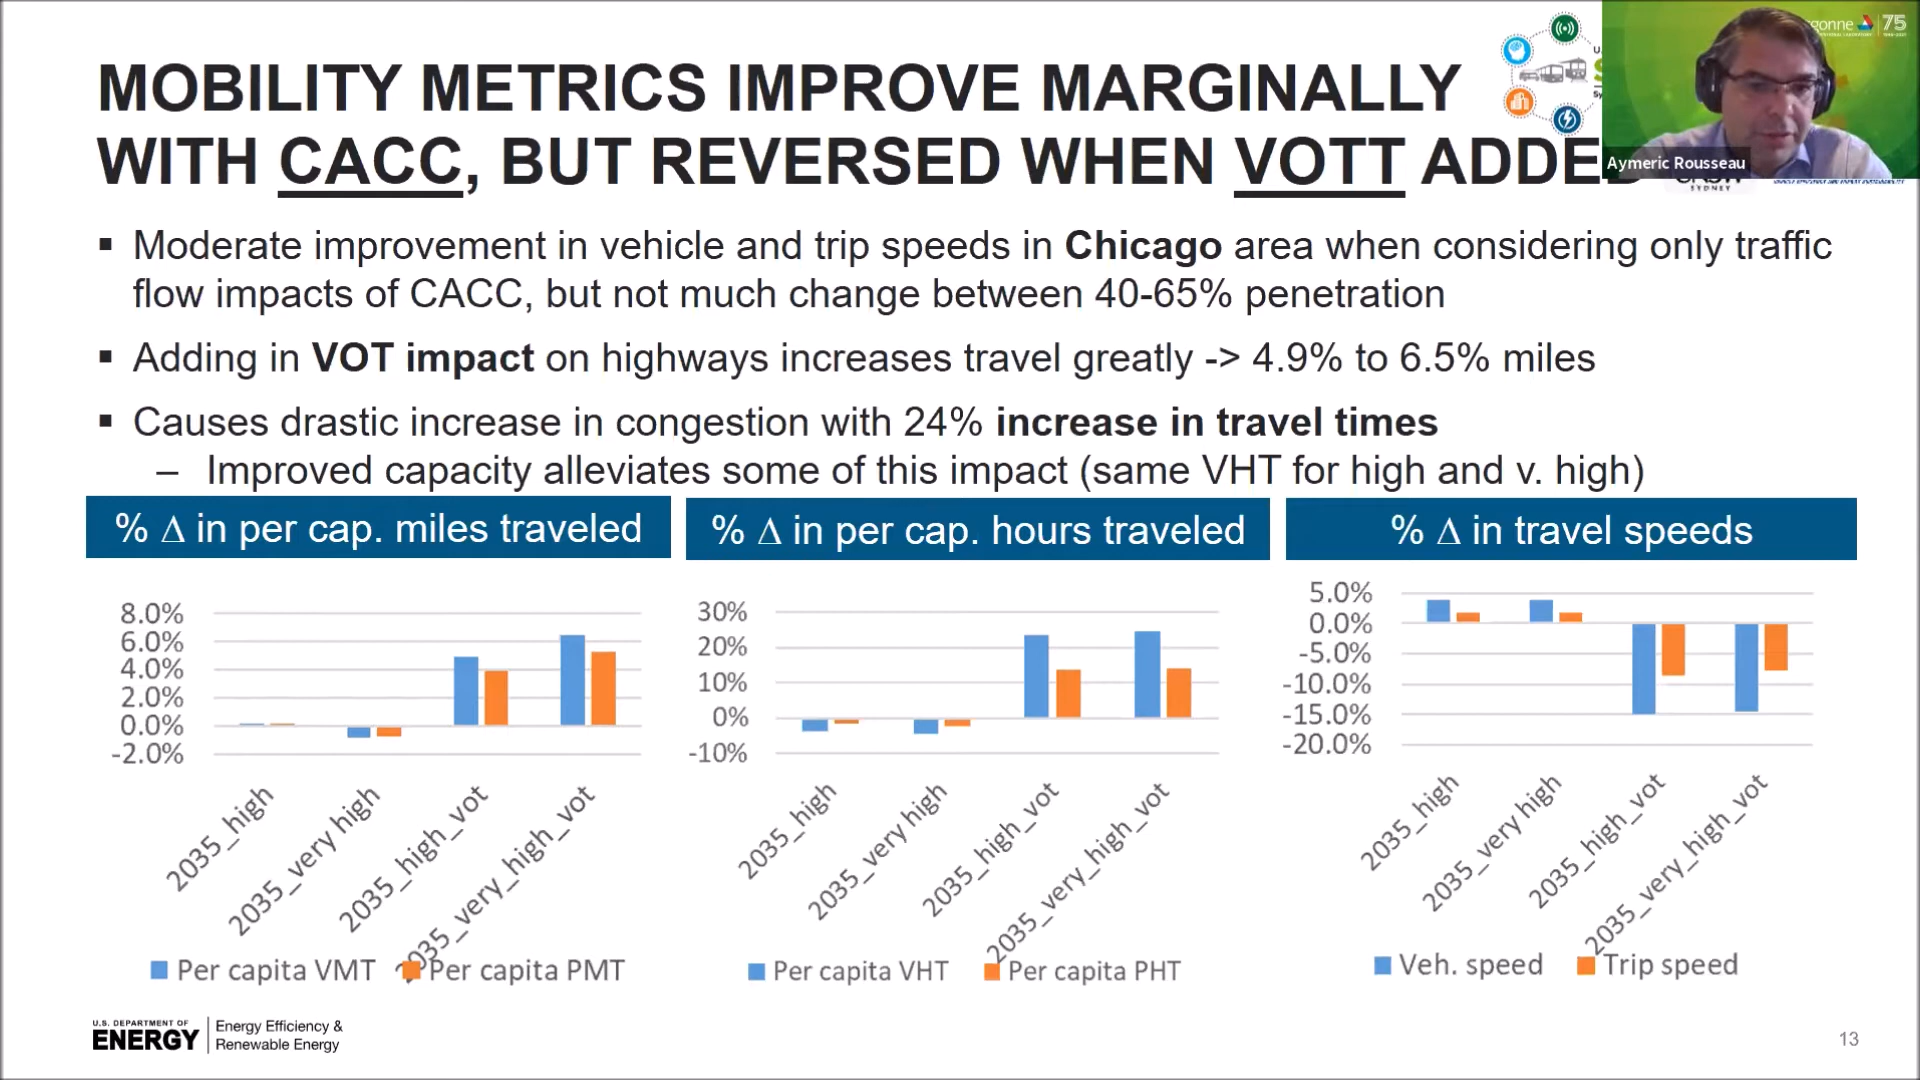 MOBILITY METRICS IMPROVE MARGINALLY
WITH CACC, BUT REVERSED WHEN VOTT ADDED
75
Aymeric Rousseau
SYDNEY
▪ Moderate improvement in vehicle and trip speeds in Chicago area when considering only traffic
flow impacts of CACC, but not much change between 40-65% penetration
▪ Adding in VOT impact on highways increases travel greatly -> 4.9% to 6.5% miles
▪ Causes drastic increase in congestion with 24% increase in travel times
– Improved capacity alleviates some of this impact (same VHT for high and v. high)
% Δ in per cap. miles traveled
8.0%
6.0%
4.0%
2.0%
0.0%
-2.0%
2035_high
2035_very high
2035_high_vot
2035_very_high_vot
Per capita VMT
Per capita PMT
% Δ in per cap. hours traveled
30%
20%
10%
0%
-10%
2035_high
2035_very high
2035_high_vot
2035_very_high_vot
Per capita VHT
Per capita PHT
% Δ in travel speeds
5.0%
0.0%
-5.0%
-10.0%
-15.0%
-20.0%
2035_high
2035_very high
2035_high_vot
2035_very_high_vot
Veh. speed
Trip speed
U.S. DEPARTMENT OF
ENERGY
Energy Efficiency &
Renewable Energy
13